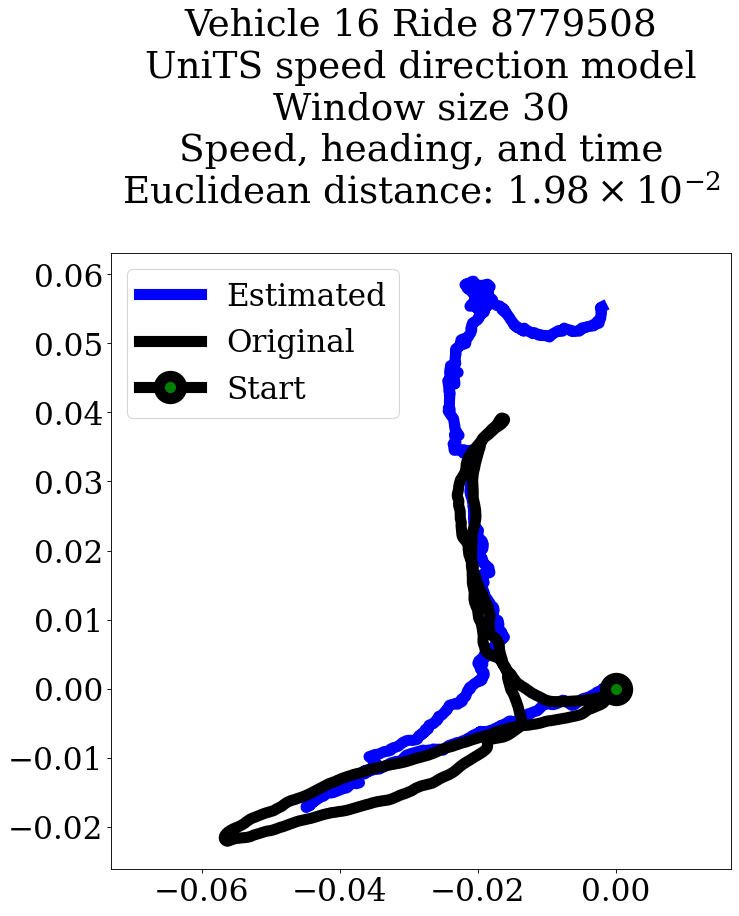 Vehicle 16 Ride 8779508
UniTS speed direction model
Window size 30
Speed, heading, and time
Euclidean distance: 1.98 × 10⁻²
0.06
0.05
0.04
0.03
0.02
0.01
0.00
−0.01
−0.02
Estimated
Original
Start
−0.06 −0.04 −0.02 0.00